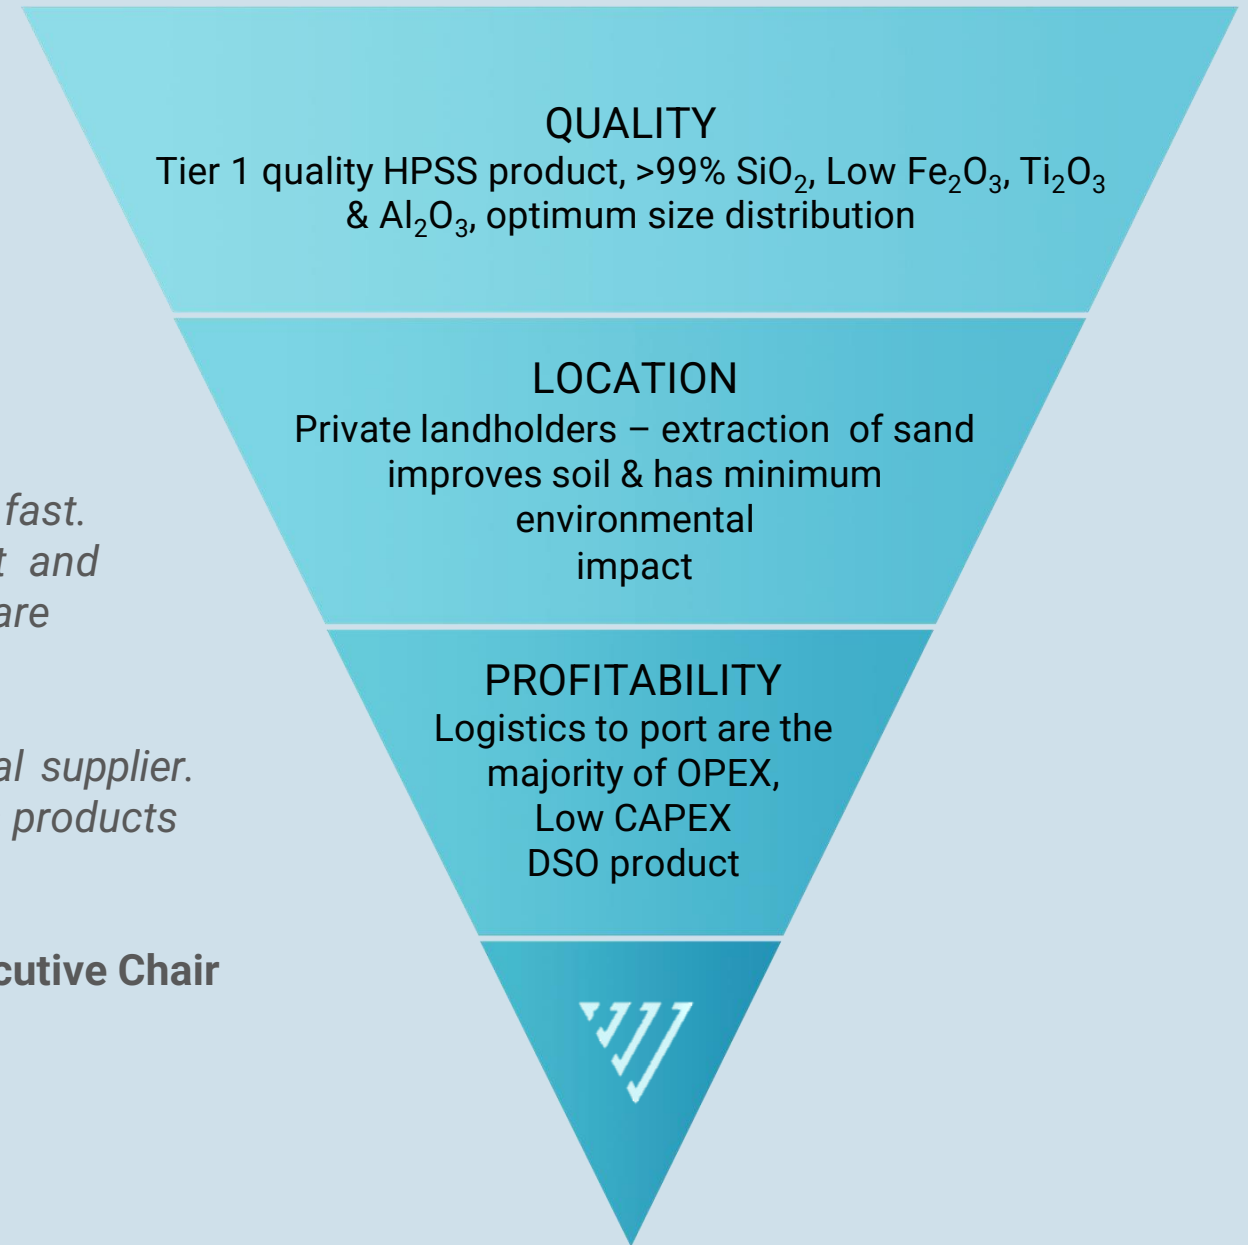 QUALITY
Tier 1 quality HPSS product, >99% SiO₂, Low Fe₂O₃, Ti₂O₃
& Al₂O₃, optimum size distribution
LOCATION
Private landholders – extraction of sand
improves soil & has minimum
environmental
impact
PROFITABILITY
Logistics to port are the
majority of OPEX,
Low CAPEX
DSO product
fast.
and
are
supplier.
products
Chair